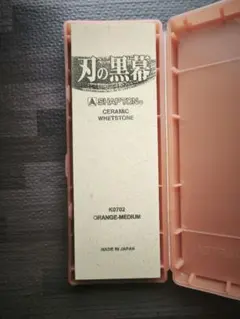 刃の黒幕
SHAPTON®
CERAMIC
WHETSTONE
K0702
ORANGE-MEDIUM
MADE IN JAPAN